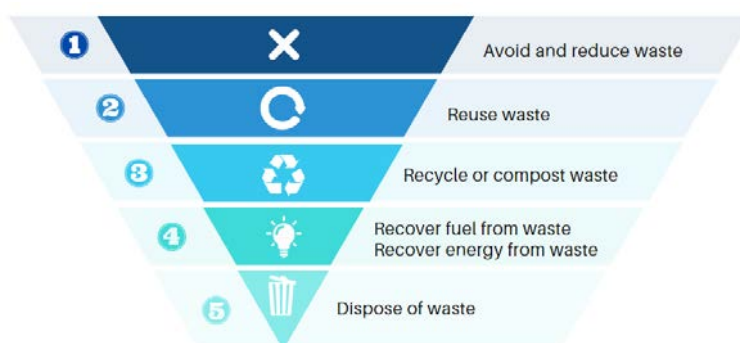 1
Avoid and reduce waste
2
Reuse waste
3
Recycle or compost waste
4
Recover fuel from waste
Recover energy from waste
5
Dispose of waste